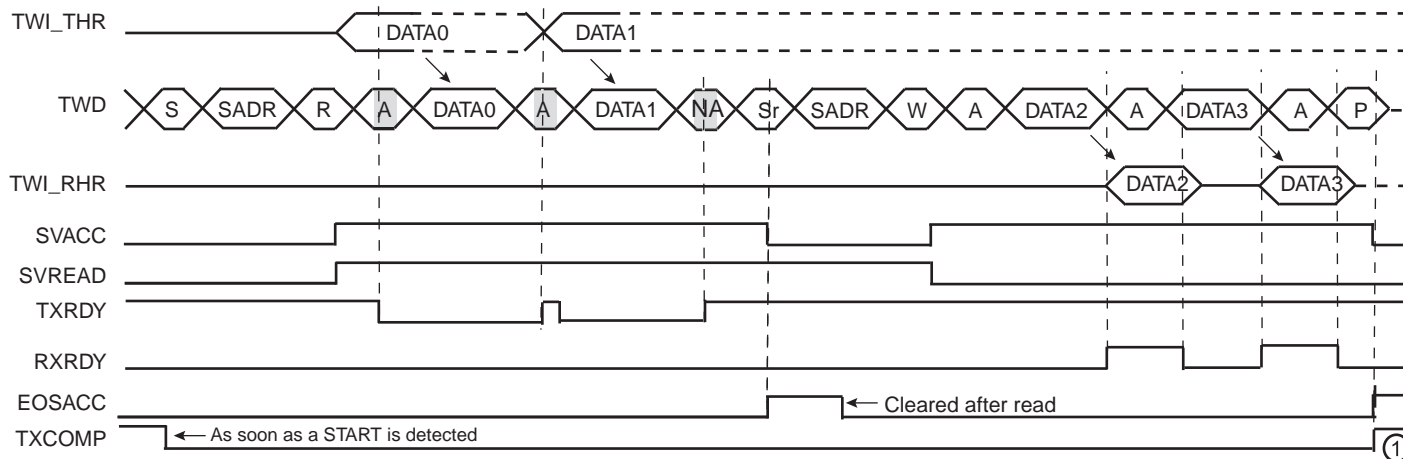 TWI_THR DATA0 DATA1
TWD S SADR R A DATA0 A DATA1 NA Sr SADR W A DATA2 A DATA3 A P
TWI_RHR DATA2 DATA3
SVACC
SVREAD
TXRDY
RXRDY
EOSACC Cleared after read
TXCOMP As soon as a START is detected 1